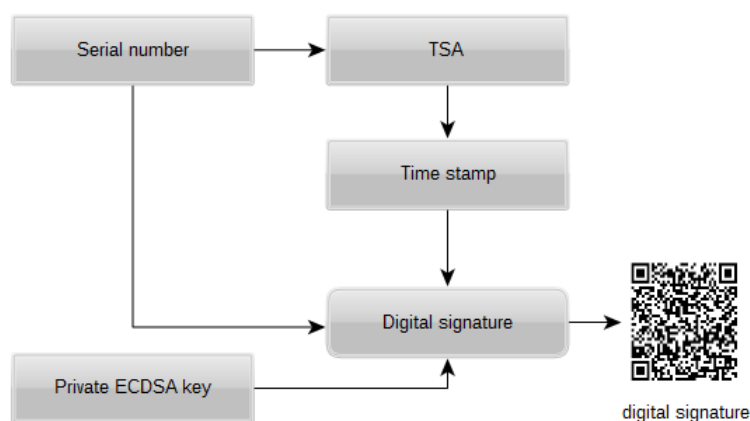 Serial number
TSA
Time stamp
Digital signature
Private ECDSA key
digital signature